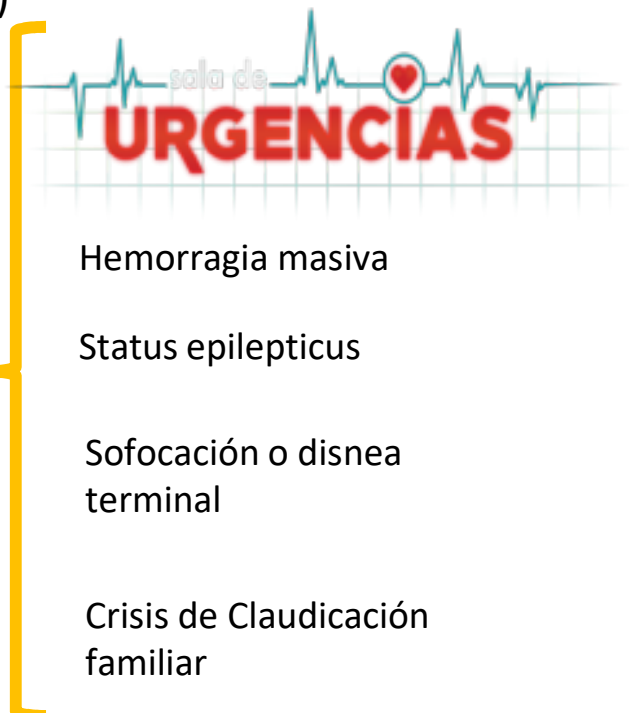 )
sala de
URGENCIAS
Hemorragia masiva
Status epilepticus
Sofocación o disnea
terminal
Crisis de Claudicación
familiar